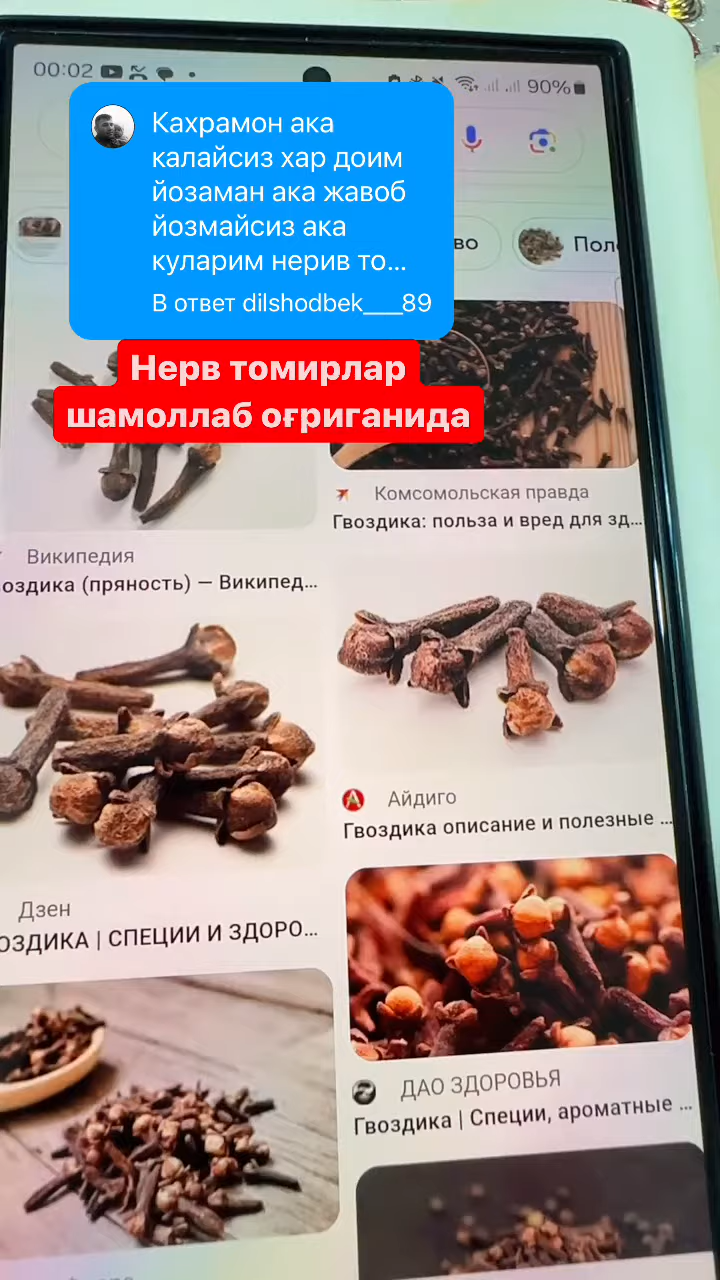 00:02
90%
Кахрамон ака
калайсиз хар доим
йозаман ака жавоб
йозмайсиз ака
куларим нерив то...
В ответ dilshodbek___89
во
Пол
Нерв томирлар
шамоллаб оғриганида
Комсомольская правда
Гвоздика: польза и вред для зд...
Википедия
оздика (пряность) — Википед...
Айдиго
Гвоздика описание и полезные ...
Дзен
ОЗДИКА | СПЕЦИИ И ЗДОРО...
ДАО ЗДОРОВЬЯ
Гвоздика | Специи, ароматные ...